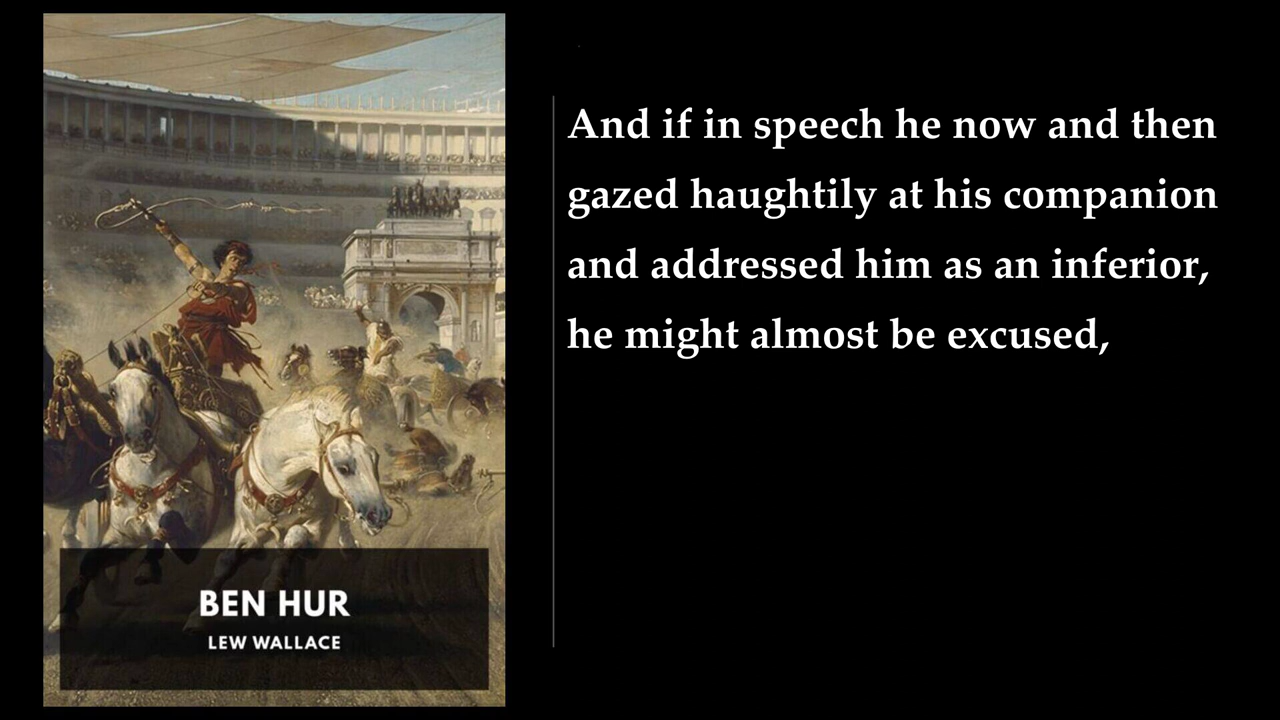 And if in speech he now and then
gazed haughtily at his companion
and addressed him as an inferior,
he might almost be excused,
BEN HUR
LEW WALLACE